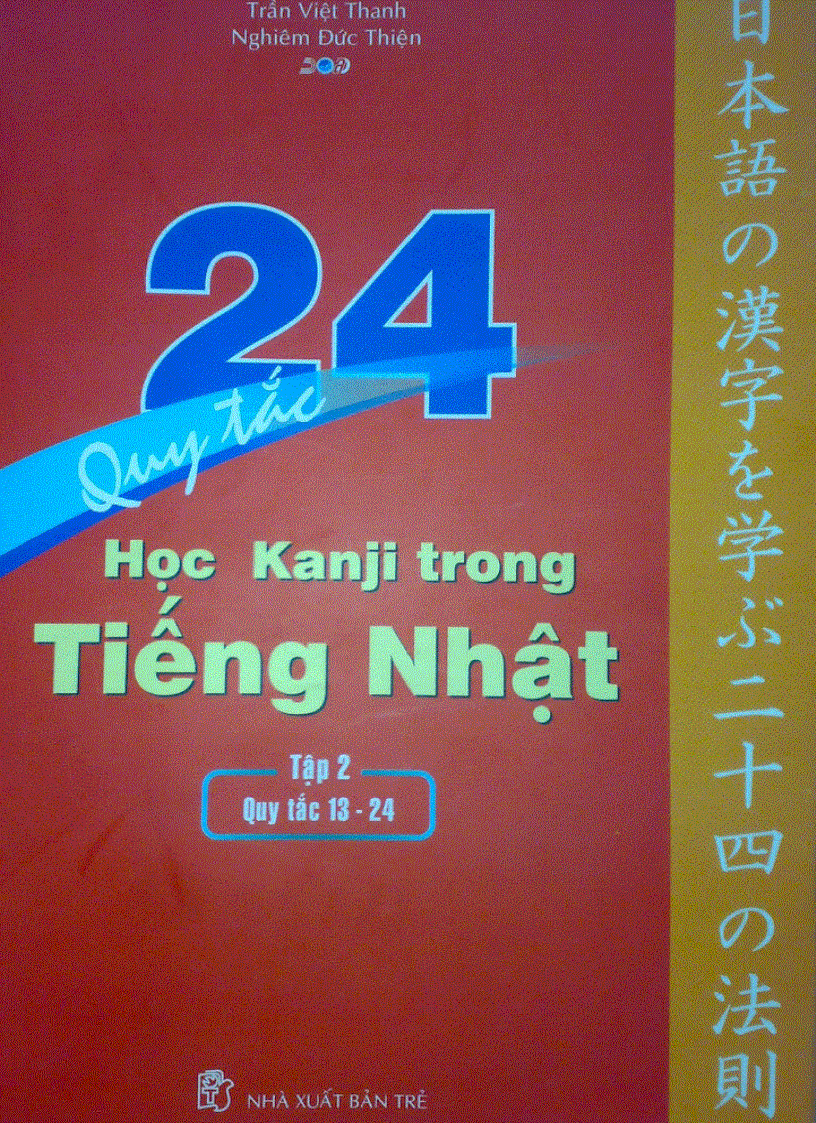 Trần Việt Thanh
Nghiêm Đức Thiện
24
Quy tắc
Học Kanji trong
Tiếng Nhật
Tập 2
Quy tắc 13 - 24
NHÀ XUẤT BẢN TRẺ
日本語の漢字を学ぶ二十四の法則